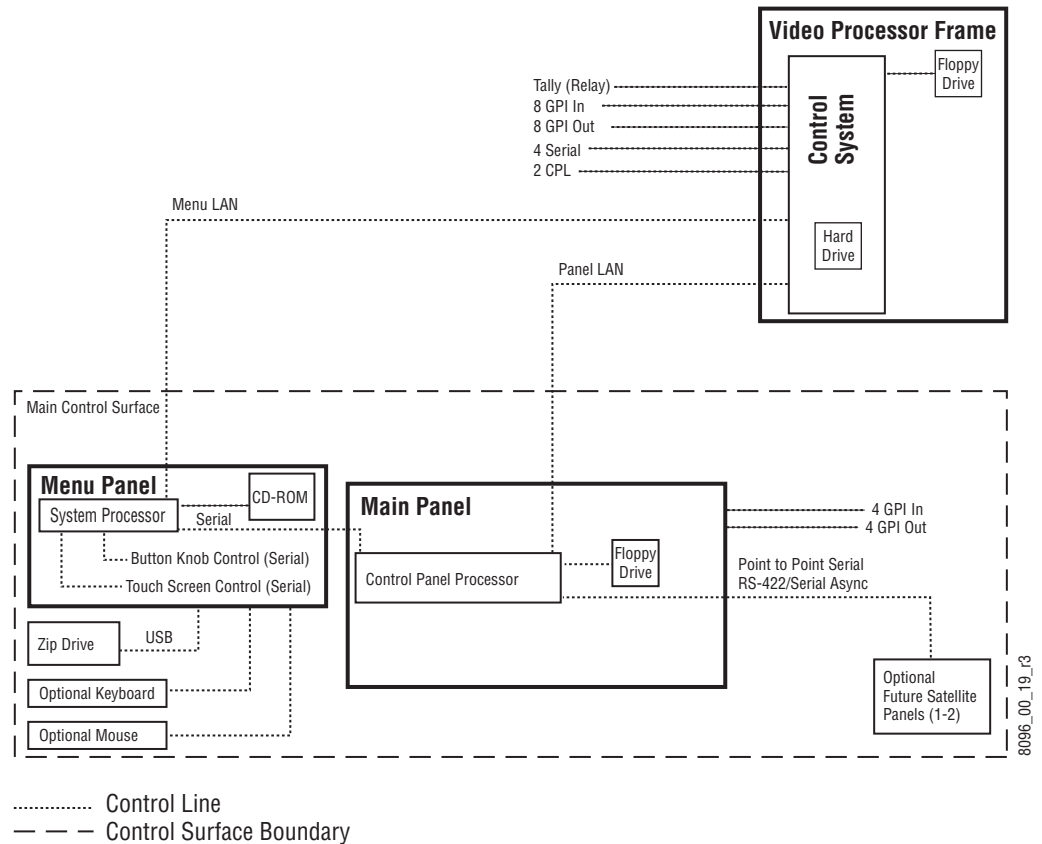 Video Processor Frame
Floppy
Drive
Control
System
Tally (Relay)
8 GPI In
8 GPI Out
4 Serial
2 CPL
Menu LAN
Hard
Drive
Panel LAN
Main Control Surface
Menu Panel
CD-ROM
System Processor
Serial
Button Knob Control (Serial)
Touch Screen Control (Serial)
Main Panel
4 GPI In
4 GPI Out
Control Panel Processor
Floppy
Drive
Point to Point Serial
RS-422/Serial Async
Zip Drive
USB
Optional Keyboard
Optional Mouse
Optional
Future Satellite
Panels (1-2)
8096_00_19_r3
Control Line
Control Surface Boundary